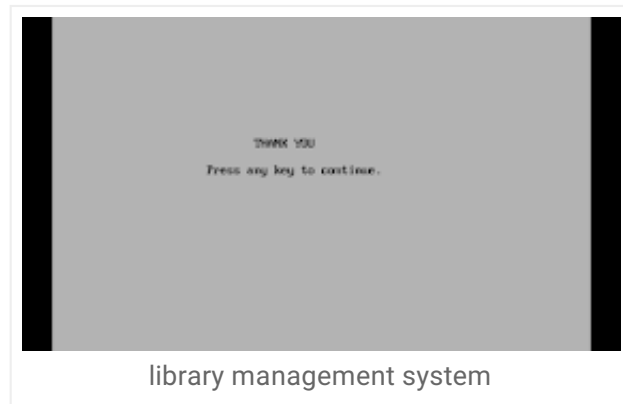 THANK YOU
Press any key to continue.
library management system